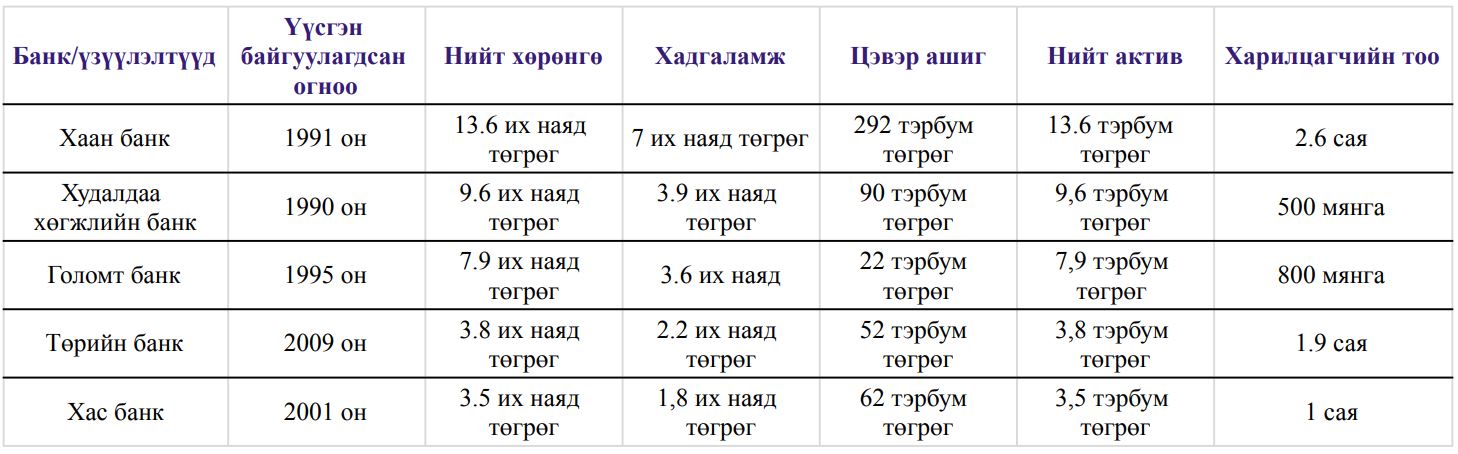 Банк/үзүүлэлтүүд
Үүсгэн
байгуулагдсан
огноо
Нийт хөрөнгө
Хадгаламж
Цэвэр ашиг
Нийт актив
Харилцагчийн тоо
Хаан банк
1991 он
13.6 их наяд
төгрөг
7 их наяд төгрөг
292 тэрбум
төгрөг
13.6 тэрбум
төгрөг
2.6 сая
Худалдаа
хөгжлийн банк
1990 он
9.6 их наяд
төгрөг
3.9 их наяд
төгрөг
90 тэрбум
төгрөг
9,6 тэрбум
төгрөг
500 мянга
Голомт банк
1995 он
7.9 их наяд
төгрөг
3.6 их наяд
22 тэрбум
төгрөг
7,9 тэрбум
төгрөг
800 мянга
Төрийн банк
2009 он
3.8 их наяд
төгрөг
2.2 их наяд
төгрөг
52 тэрбум
төгрөг
3,8 тэрбум
төгрөг
1.9 сая
Хас банк
2001 он
3.5 их наяд
төгрөг
1,8 их наяд
төгрөг
62 тэрбум
төгрөг
3,5 тэрбум
төгрөг
1 сая